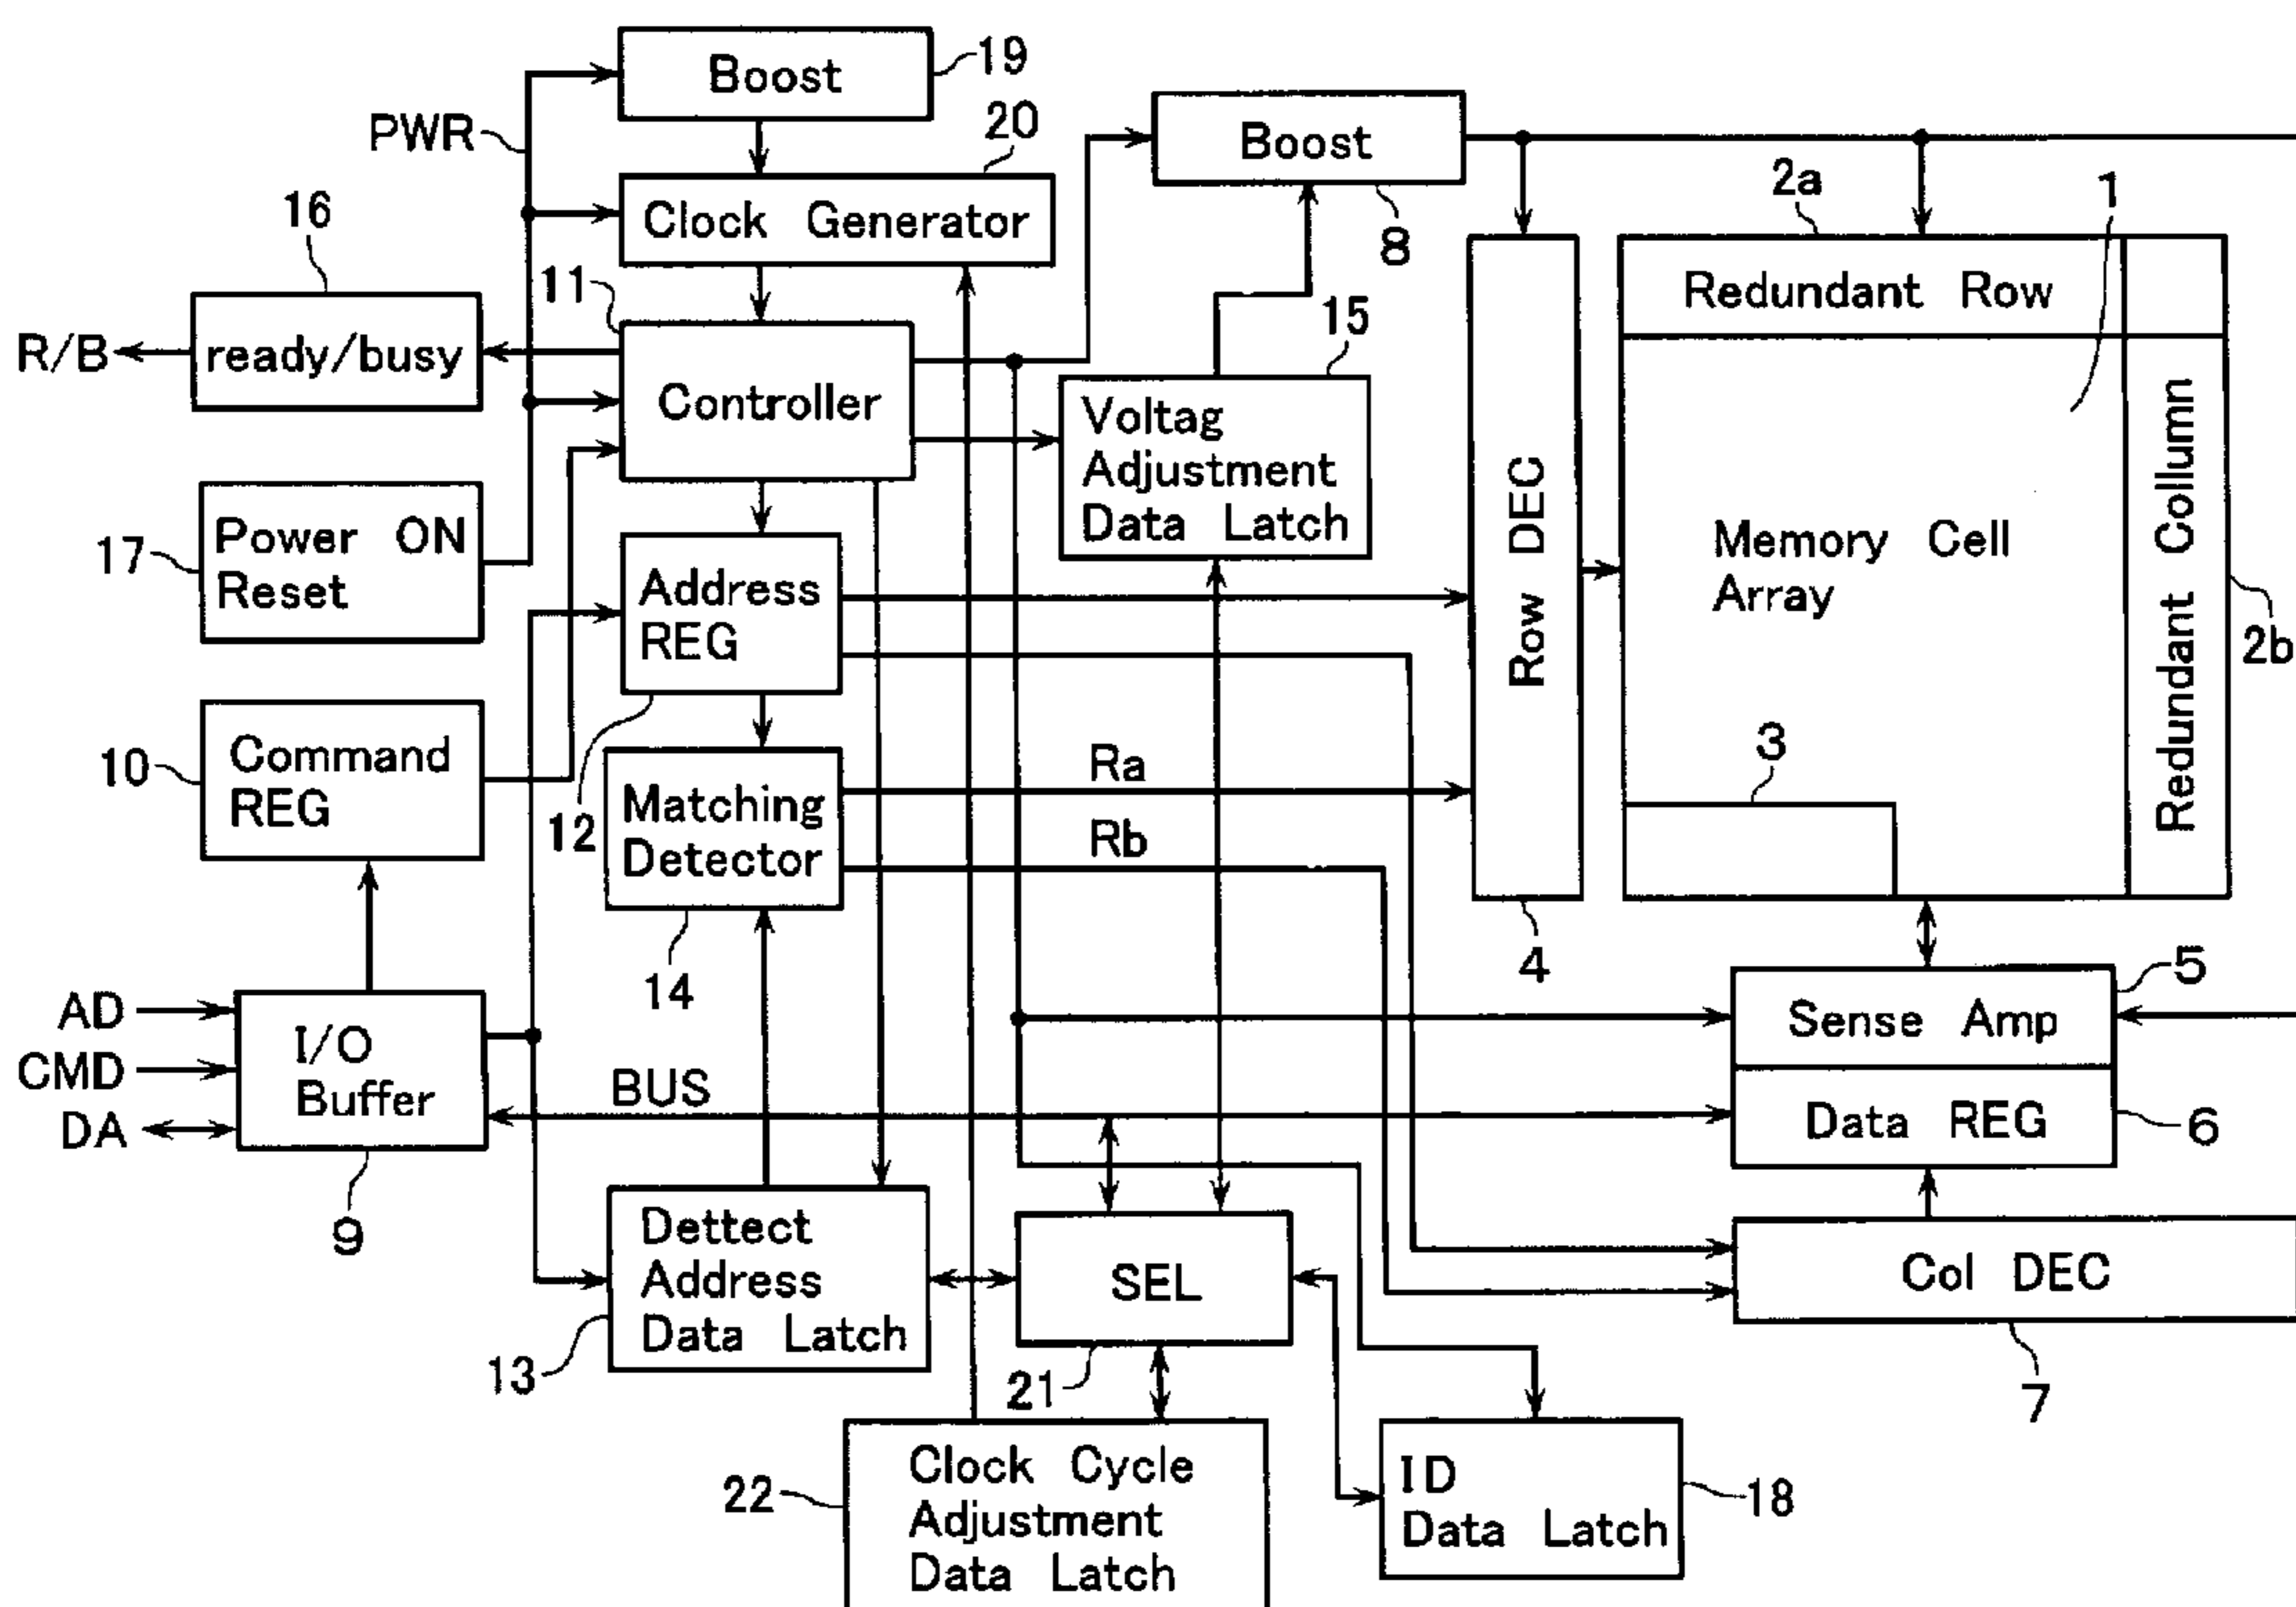 Boost
19
PWR
20
Boost
2a
1
16
Clock Generator
8
11
Redundant Row
15
R/B
ready/busy
Controller
Voltag
Adjustment
Data Latch
Row DEC
Redundant Collumn
Power ON
Reset
17
Address
REG
Memory Cell
Array
2b
10
Command
REG
12
Matching
Detector
Ra
Rb
3
14
4
5
AD
CMD
DA
I/O
Buffer
BUS
Sense Amp
Data REG
6
9
Dettect
Address
Data Latch
SEL
Col DEC
13
21
7
22
Clock Cycle
Adjustment
Data Latch
ID
Data Latch
18